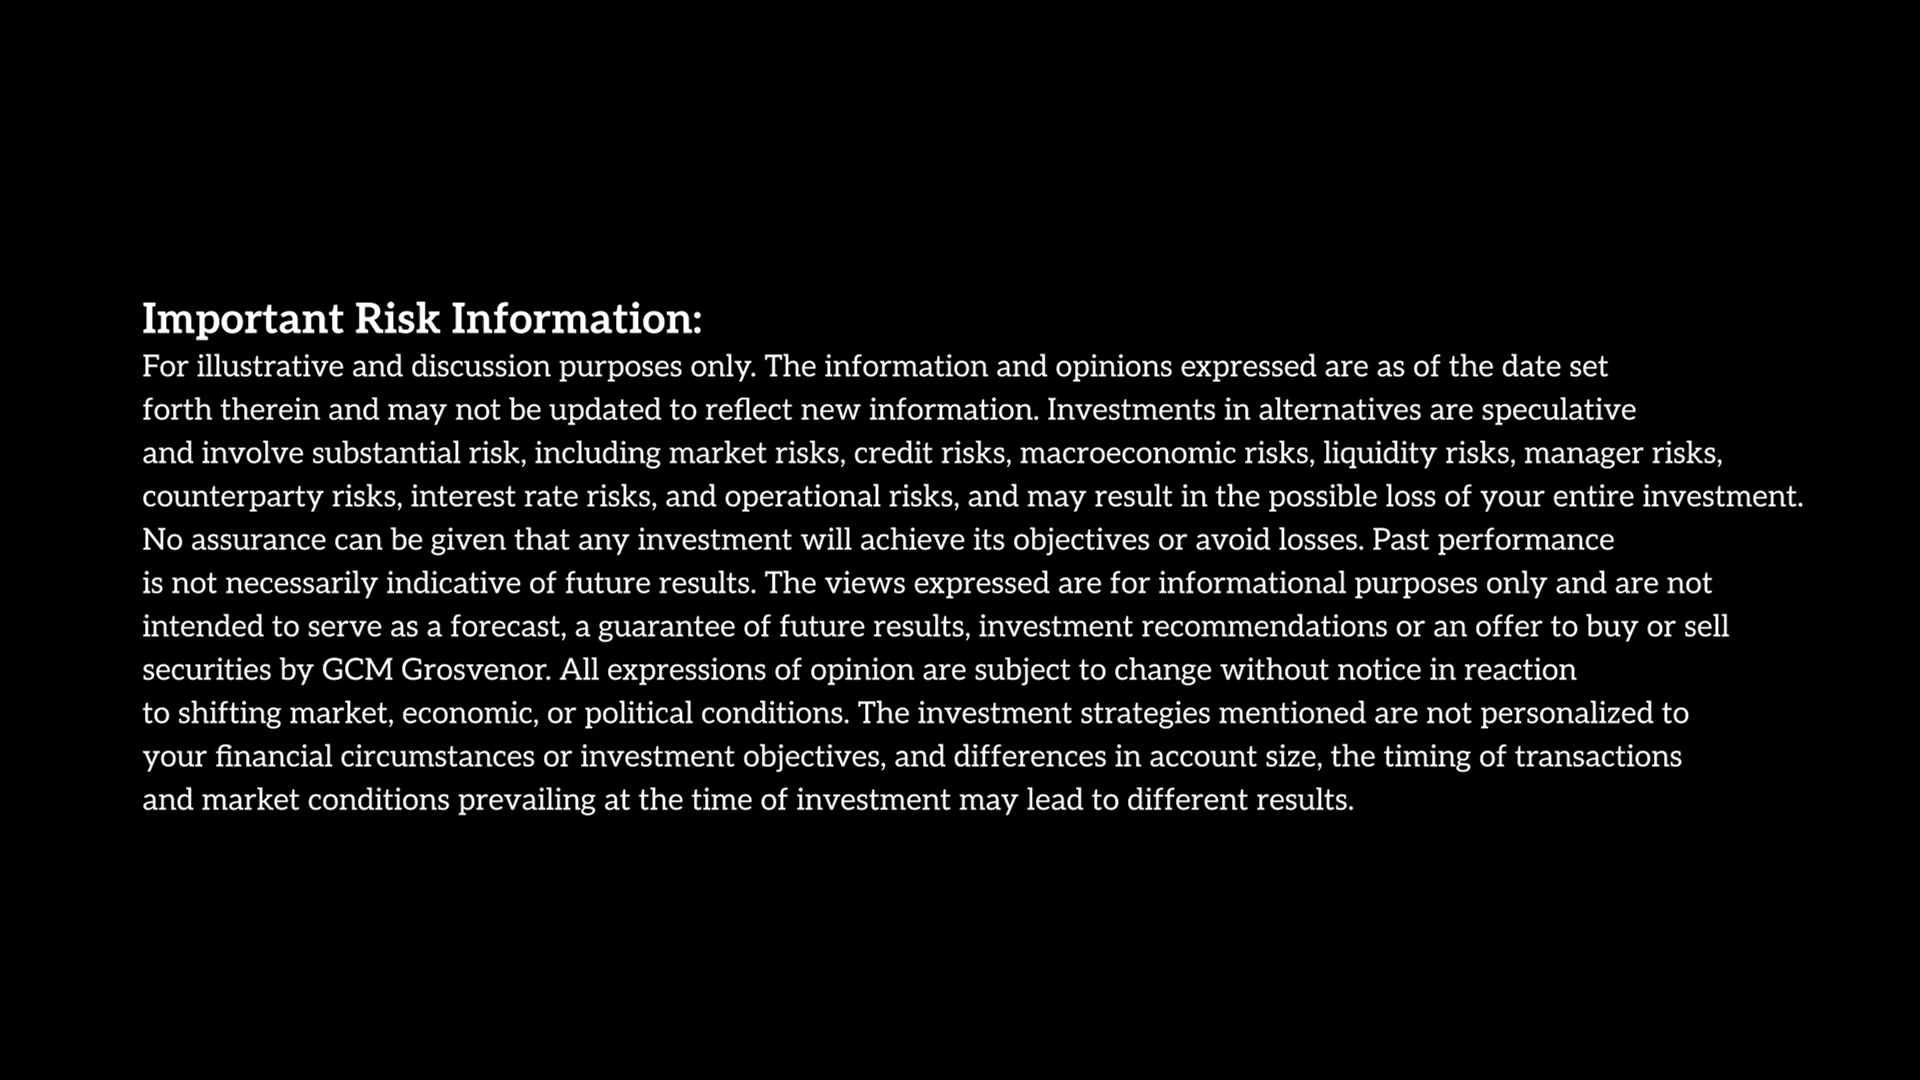 Important Risk Information:
For illustrative and discussion purposes only. The information and opinions expressed are as of the date set
forth therein and may not be updated to reflect new information. Investments in alternatives are speculative
and involve substantial risk, including market risks, credit risks, macroeconomic risks, liquidity risks, manager risks,
counterparty risks, interest rate risks, and operational risks, and may result in the possible loss of your entire investment.
No assurance can be given that any investment will achieve its objectives or avoid losses. Past performance
is not necessarily indicative of future results. The views expressed are for informational purposes only and are not
intended to serve as a forecast, a guarantee of future results, investment recommendations or an offer to buy or sell
securities by GCM Grosvenor. All expressions of opinion are subject to change without notice in reaction
to shifting market, economic, or political conditions. The investment strategies mentioned are not personalized to
your financial circumstances or investment objectives, and differences in account size, the timing of transactions
and market conditions prevailing at the time of investment may lead to different results.